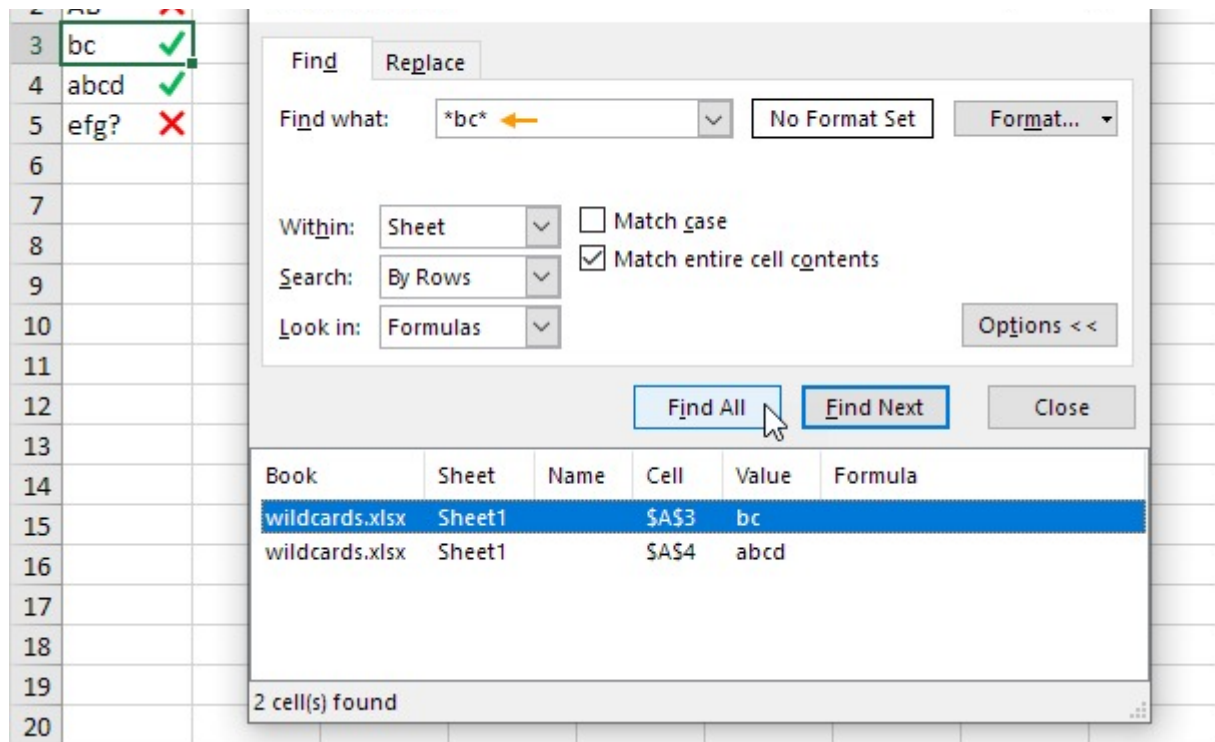 2 AB
3 bc
4 abcd
5 efg?
6
7
8
9
10
11
12
13
14
15
16
17
18
19
20
Find Replace
Find what: *bc* No Format Set Format...
Within: Sheet Match case
Search: By Rows Match entire cell contents
Look in: Formulas Options <<
Find All Find Next Close
Book Sheet Name Cell Value Formula
wildcards.xlsx Sheet1 $A$3 bc
wildcards.xlsx Sheet1 $A$4 abcd
2 cell(s) found